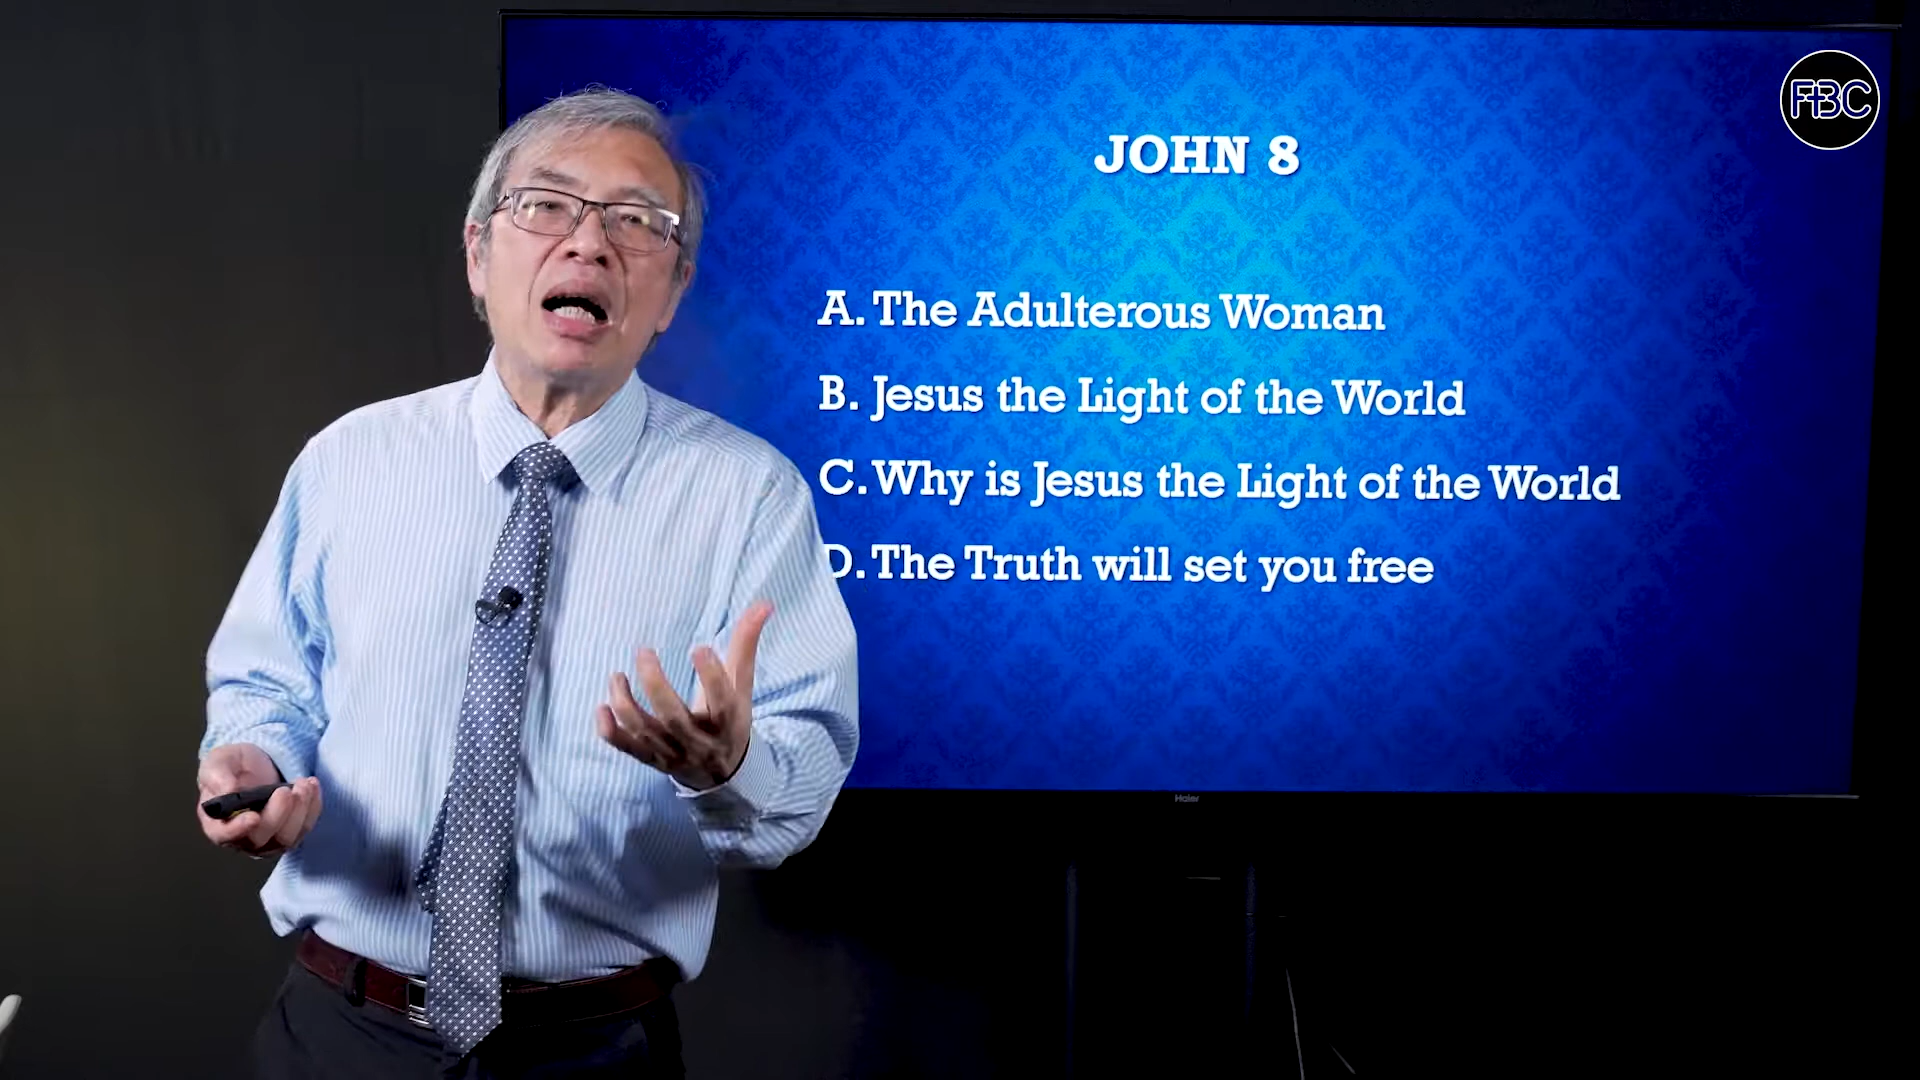 FBC
JOHN 8
A. The Adulterous Woman
B. Jesus the Light of the World
C. Why is Jesus the Light of the World
D. The Truth will set you free
Haier